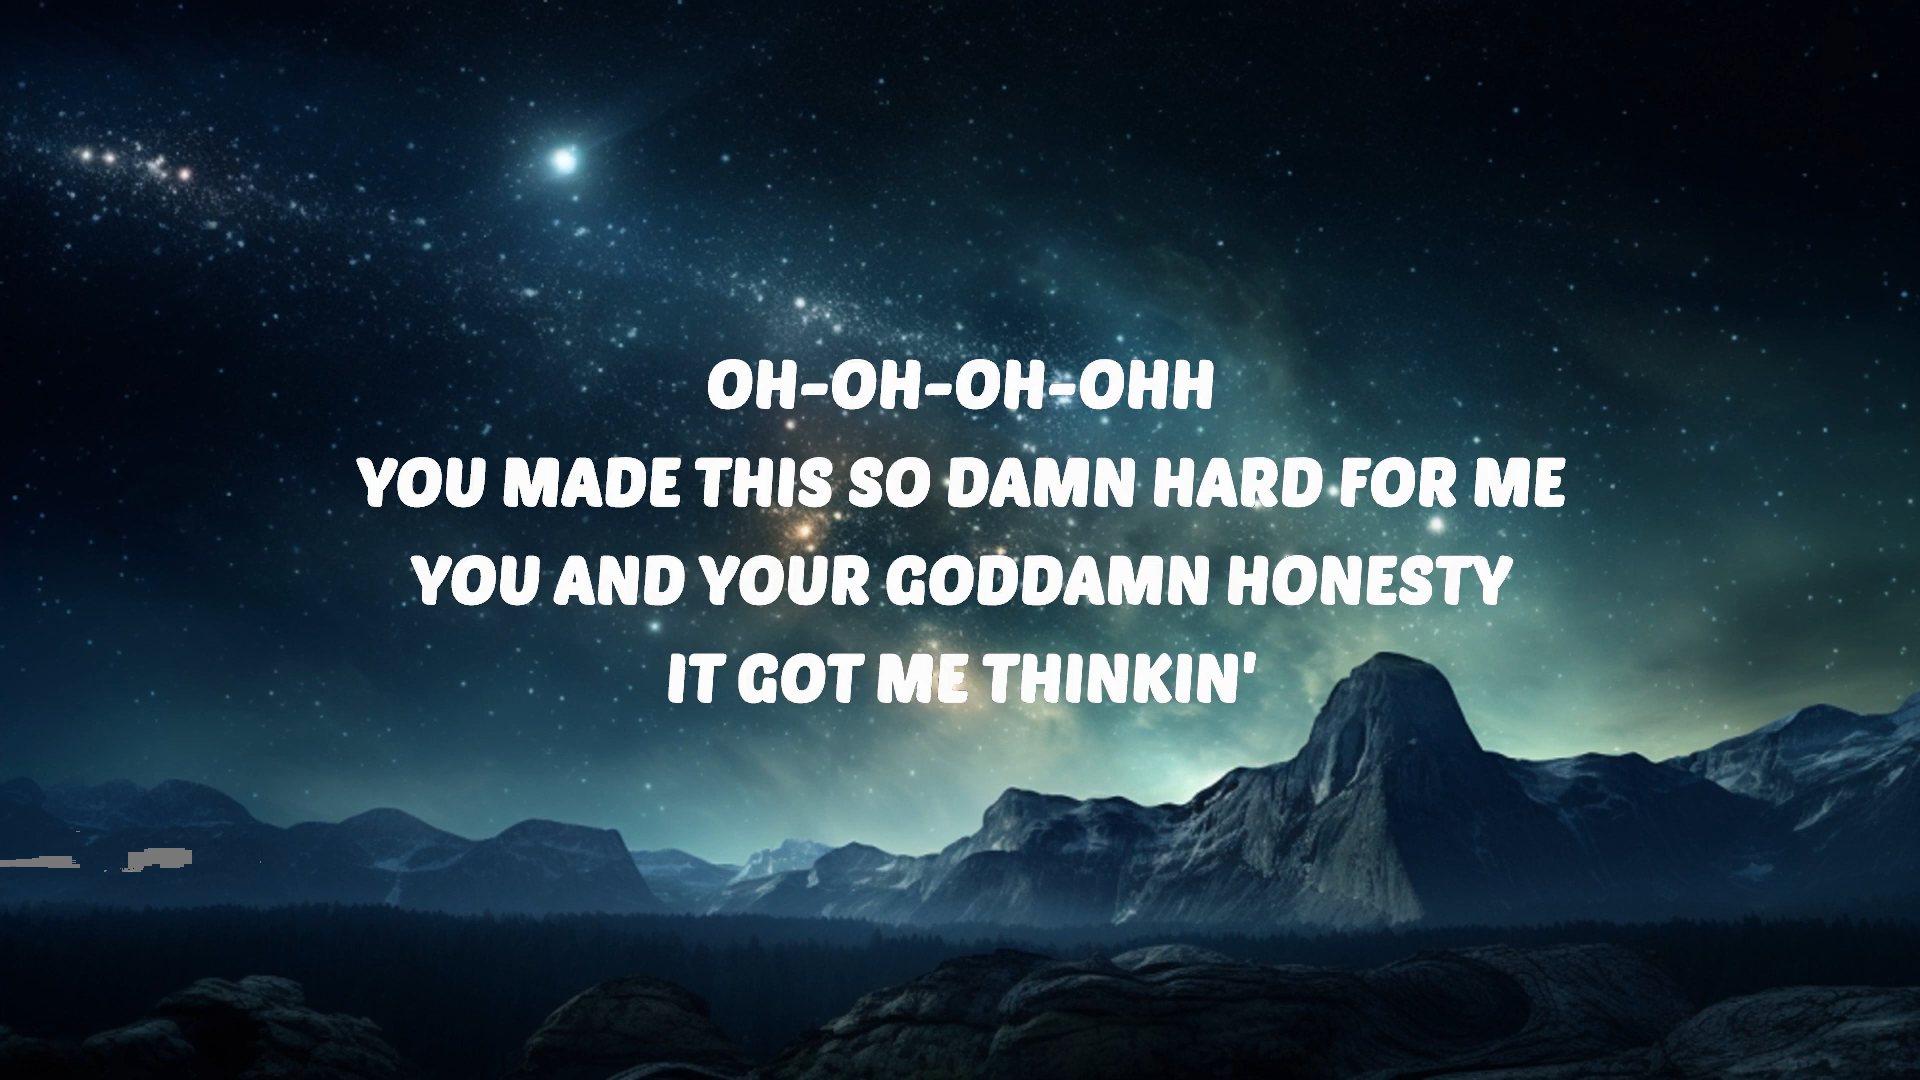 OH-OH-OH-OHH
YOU MADE THIS SO DAMN HARD FOR ME
YOU AND YOUR GODDAMN HONESTY
IT GOT ME THINKIN'